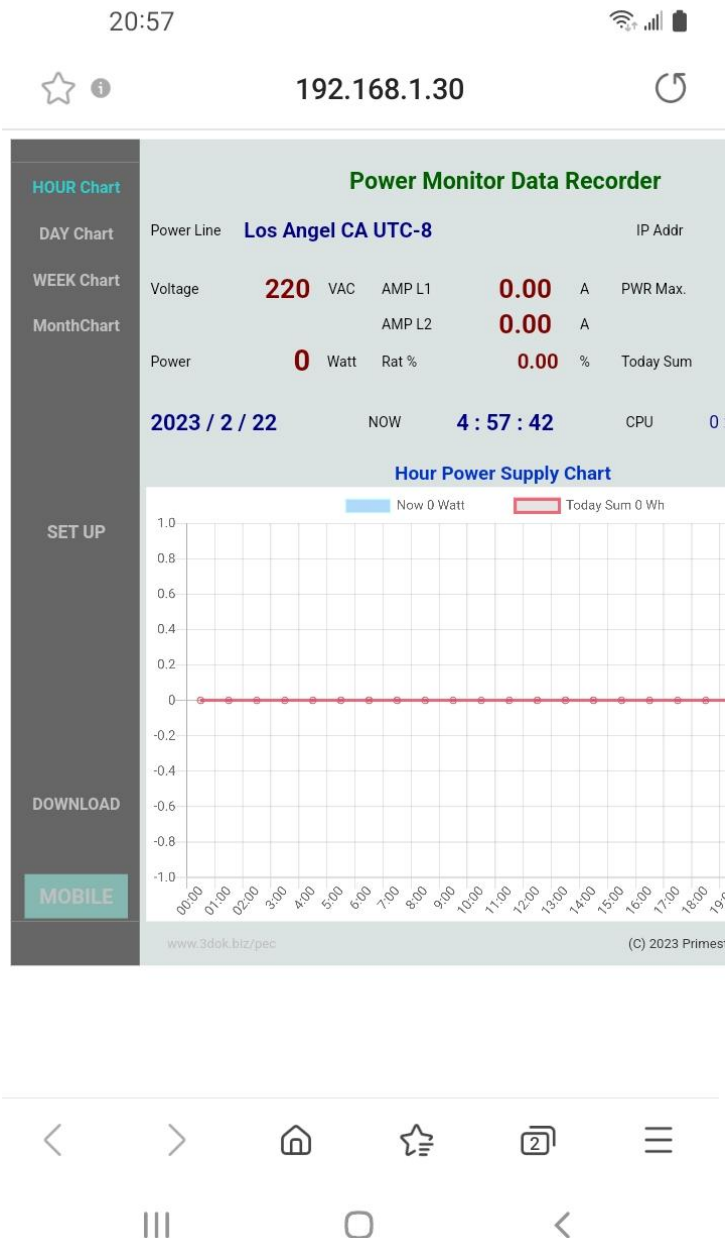 20:57
192.168.1.30
HOUR Chart
DAY Chart
WEEK Chart
MonthChart
SET UP
DOWNLOAD
MOBILE
Power Monitor Data Recorder
Power Line Los Angel CA UTC-8 IP Addr
Voltage 220 VAC AMP L1 0.00 A PWR Max.
AMP L2 0.00 A
Power 0 Watt Rat % 0.00 % Today Sum
2023 / 2 / 22 NOW 4 : 57 : 42 CPU 0
Hour Power Supply Chart
Now 0 Watt Today Sum 0 Wh
1.0
0.8
0.6
0.4
0.2
0
-0.2
-0.4
-0.6
-0.8
-1.0
00:00 01:00 02:00 3:00 4:00 5:00 6:00 7:00 8:00 9:00 10:00 11:00 12:00 13:00 14:00 15:00 16:00 17:00 18:00
www.3dok.biz/pec (C) 2023 Primes
2